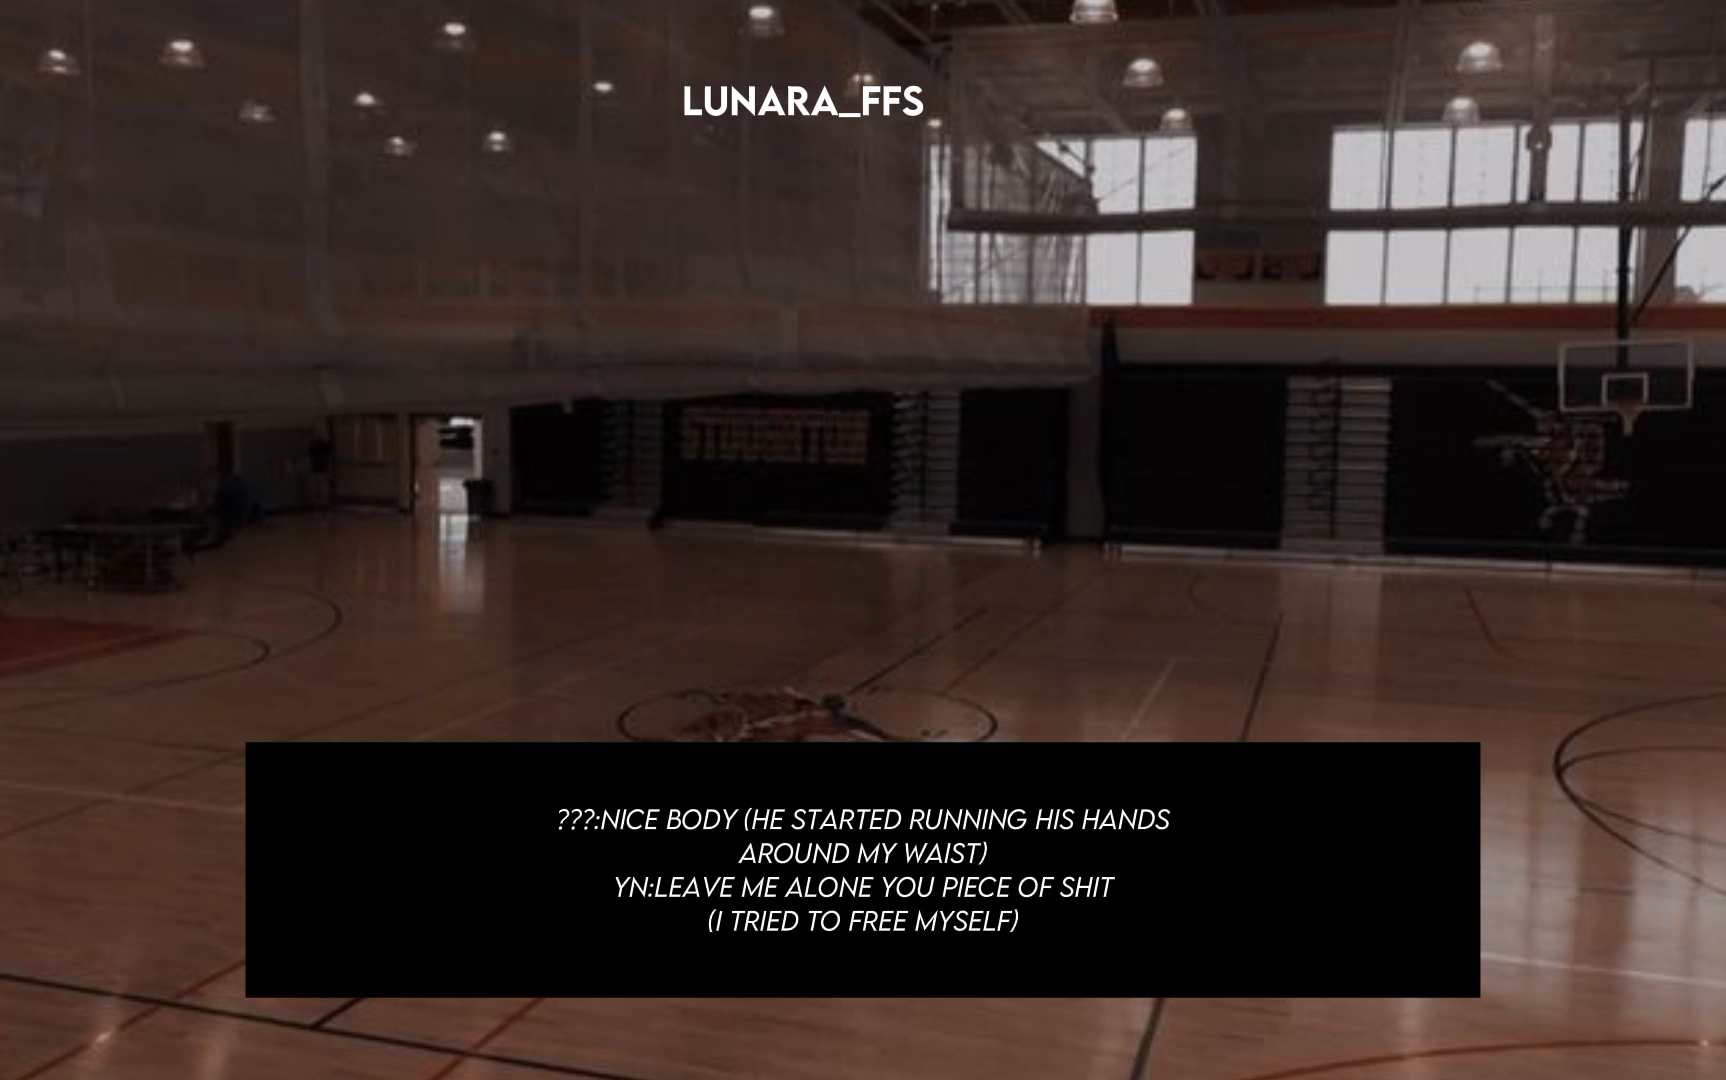 LUNARA_FFS
???:NICE BODY (HE STARTED RUNNING HIS HANDS
AROUND MY WAIST)
YN:LEAVE ME ALONE YOU PIECE OF SHIT
(I TRIED TO FREE MYSELF)